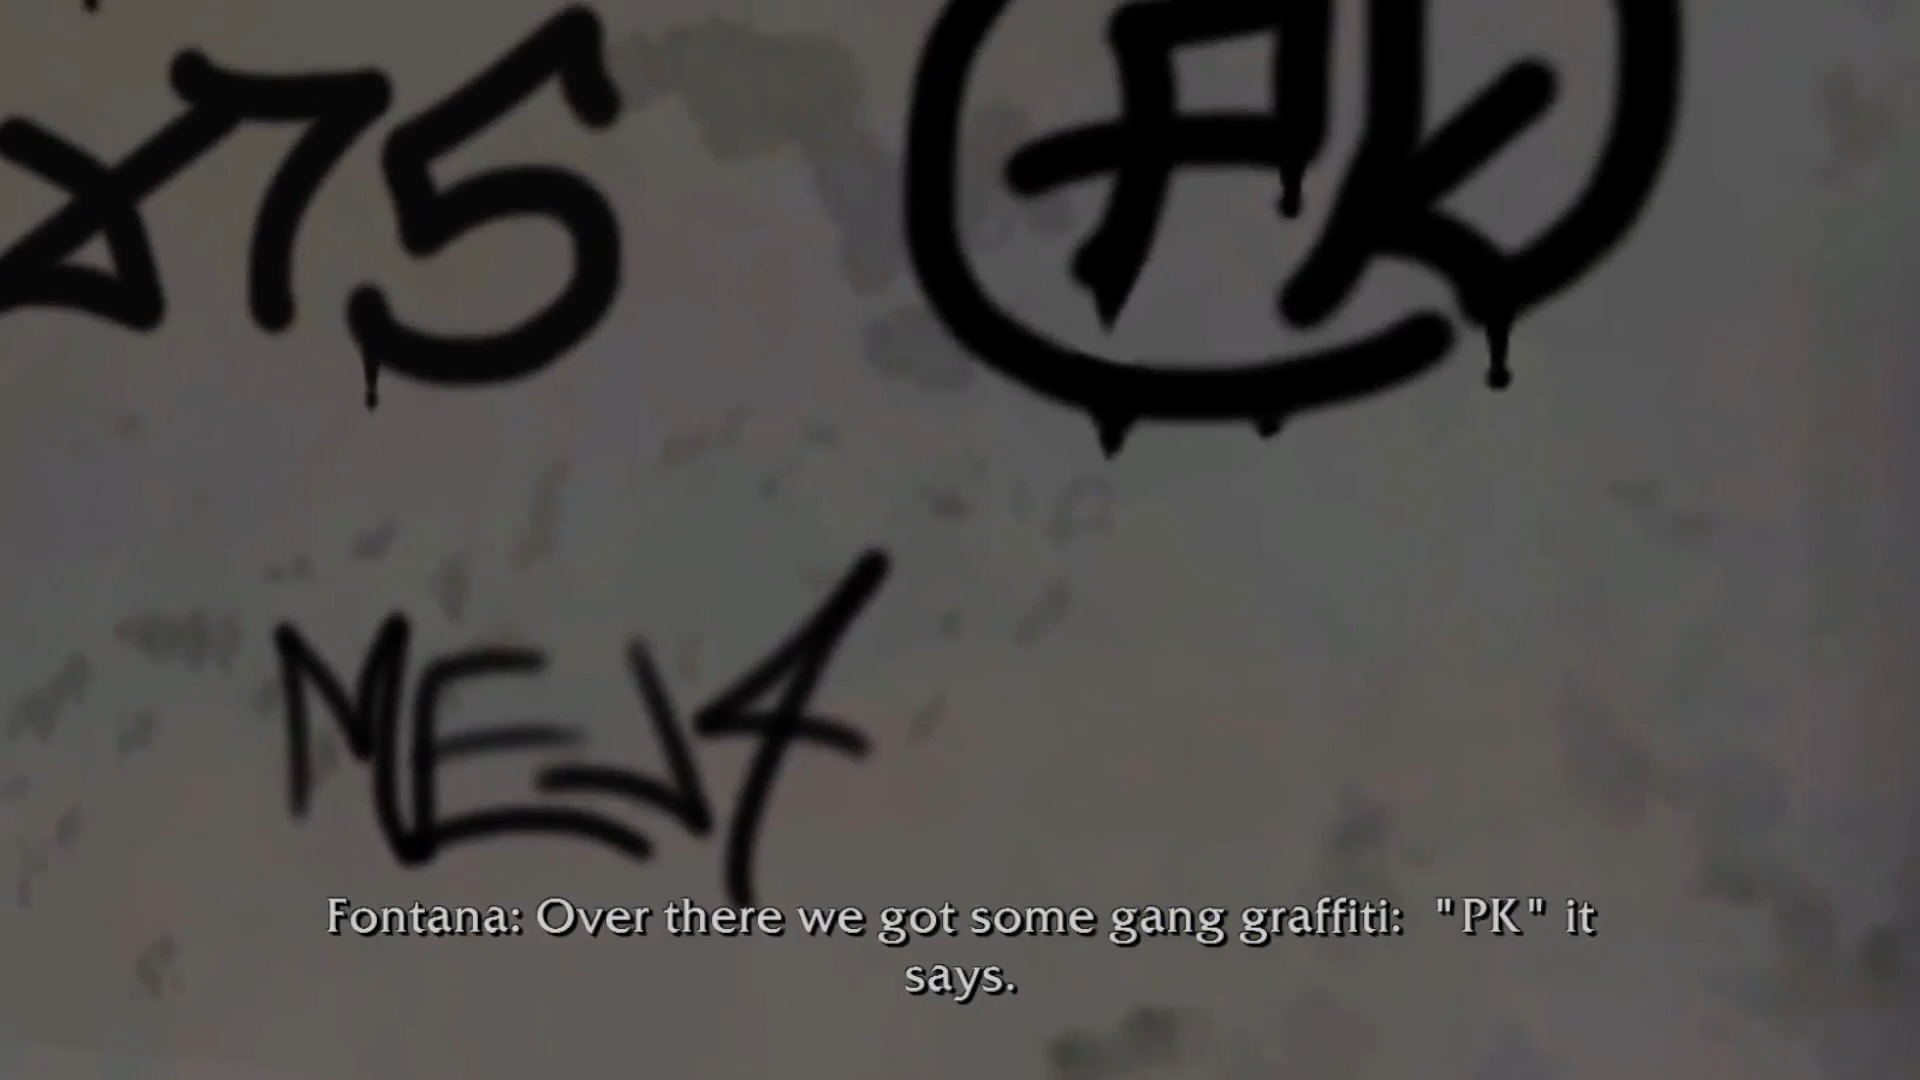 75
PK
Fontana: Over there we got some gang graffiti: "PK" it
says.